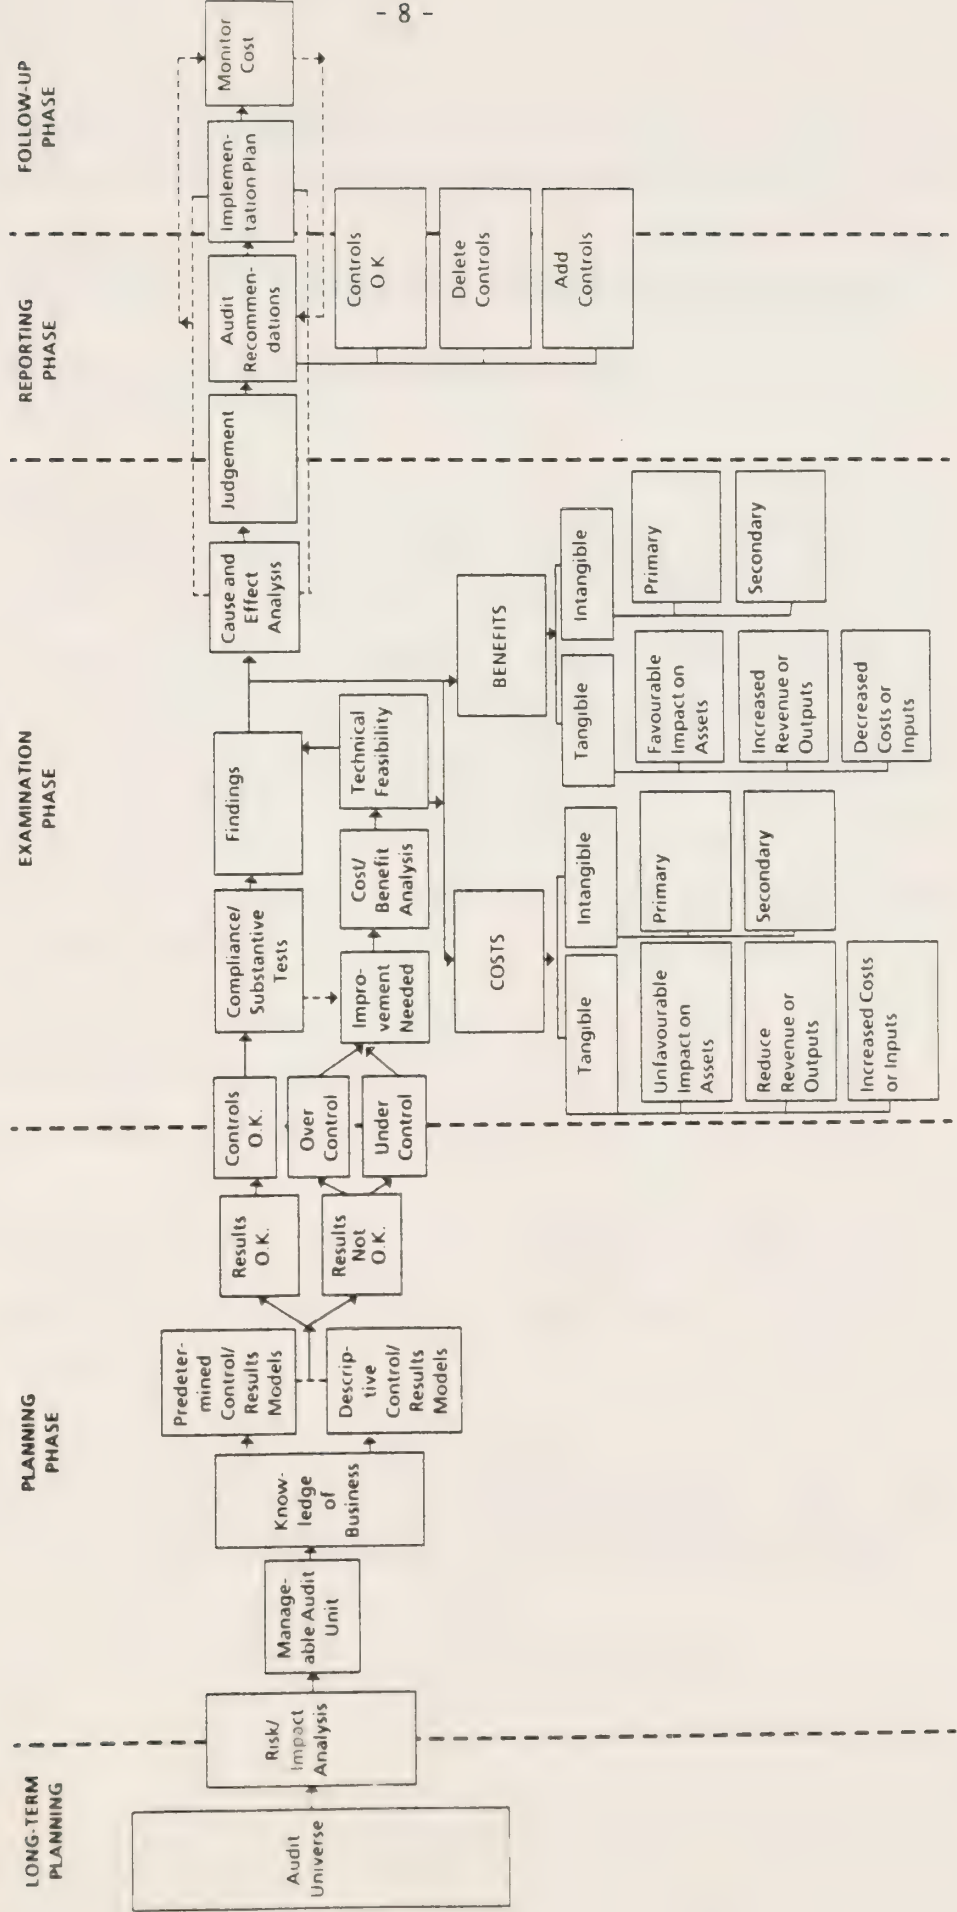 - 8 -
LONG-TERM
PLANNING
PLANNING
PHASE
EXAMINATION
PHASE
REPORTING
PHASE
FOLLOW-UP
PHASE
Audit
Universe
Risk/
Impact
Analysis
Manage-
able Audit
Unit
Know-
ledge
of
Business
Predeter-
mined
Control/
Results
Models
Descrip-
tive
Control/
Results
Models
Results
O.K.
Results
Not
O.K.
Controls
O.K.
Over
Control
Under
Control
Compliance/
Substantive
Tests
Impro-
vement
Needed
Cost/
Benefit
Analysis
Technical
Feasibility
Findings
Cause and
Effect
Analysis
Judgement
Audit
Recommen-
dations
Implemen-
tation Plan
Monitor
Cost
Controls
O K
Delete
Controls
Add
Controls
COSTS
Tangible
Unfavourable
Impact on
Assets
Reduce
Revenue or
Outputs
Increased Costs
or Inputs
Intangible
Primary
Secondary
BENEFITS
Tangible
Favourable
Impact on
Assets
Increased
Revenue or
Outputs
Decreased
Costs or
Inputs
Intangible
Primary
Secondary